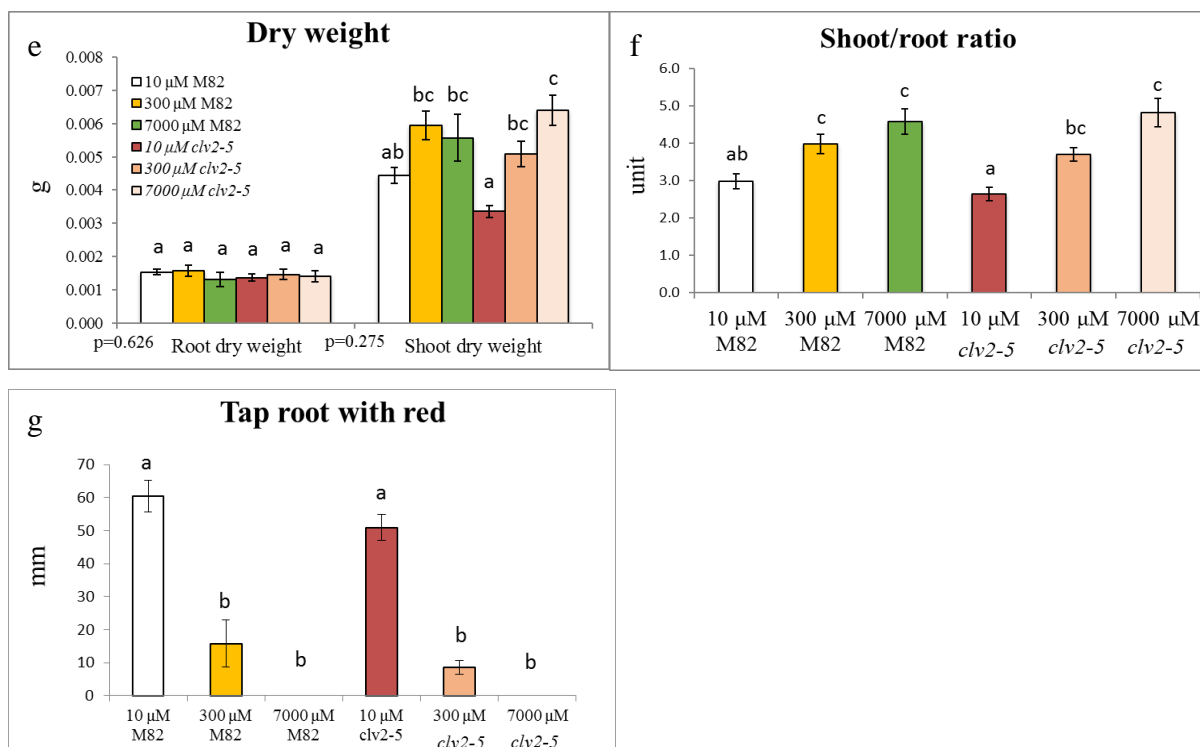 e
Dry weight
0.008
0.007
0.006
0.005
0.004
0.003
0.002
0.001
0.000
g
10 µM M82
300 µM M82
7000 µM M82
10 µM clv2-5
300 µM clv2-5
7000 µM clv2-5
a a a a a a
ab bc bc a bc c
p=0.626 Root dry weight p=0.275 Shoot dry weight
f
Shoot/root ratio
6.0
5.0
4.0
3.0
2.0
1.0
0.0
unit
ab c c a bc c
10 µM 300 µM 7000 µM 10 µM 300 µM 7000 µM
M82 M82 M82 clv2-5 clv2-5 clv2-5
g
Tap root with red
70
60
50
40
30
20
10
0
mm
a b b a b b
10 µM 300 µM 7000 µM 10 µM 300 µM 7000 µM
M82 M82 M82 clv2-5 clv2-5 clv2-5